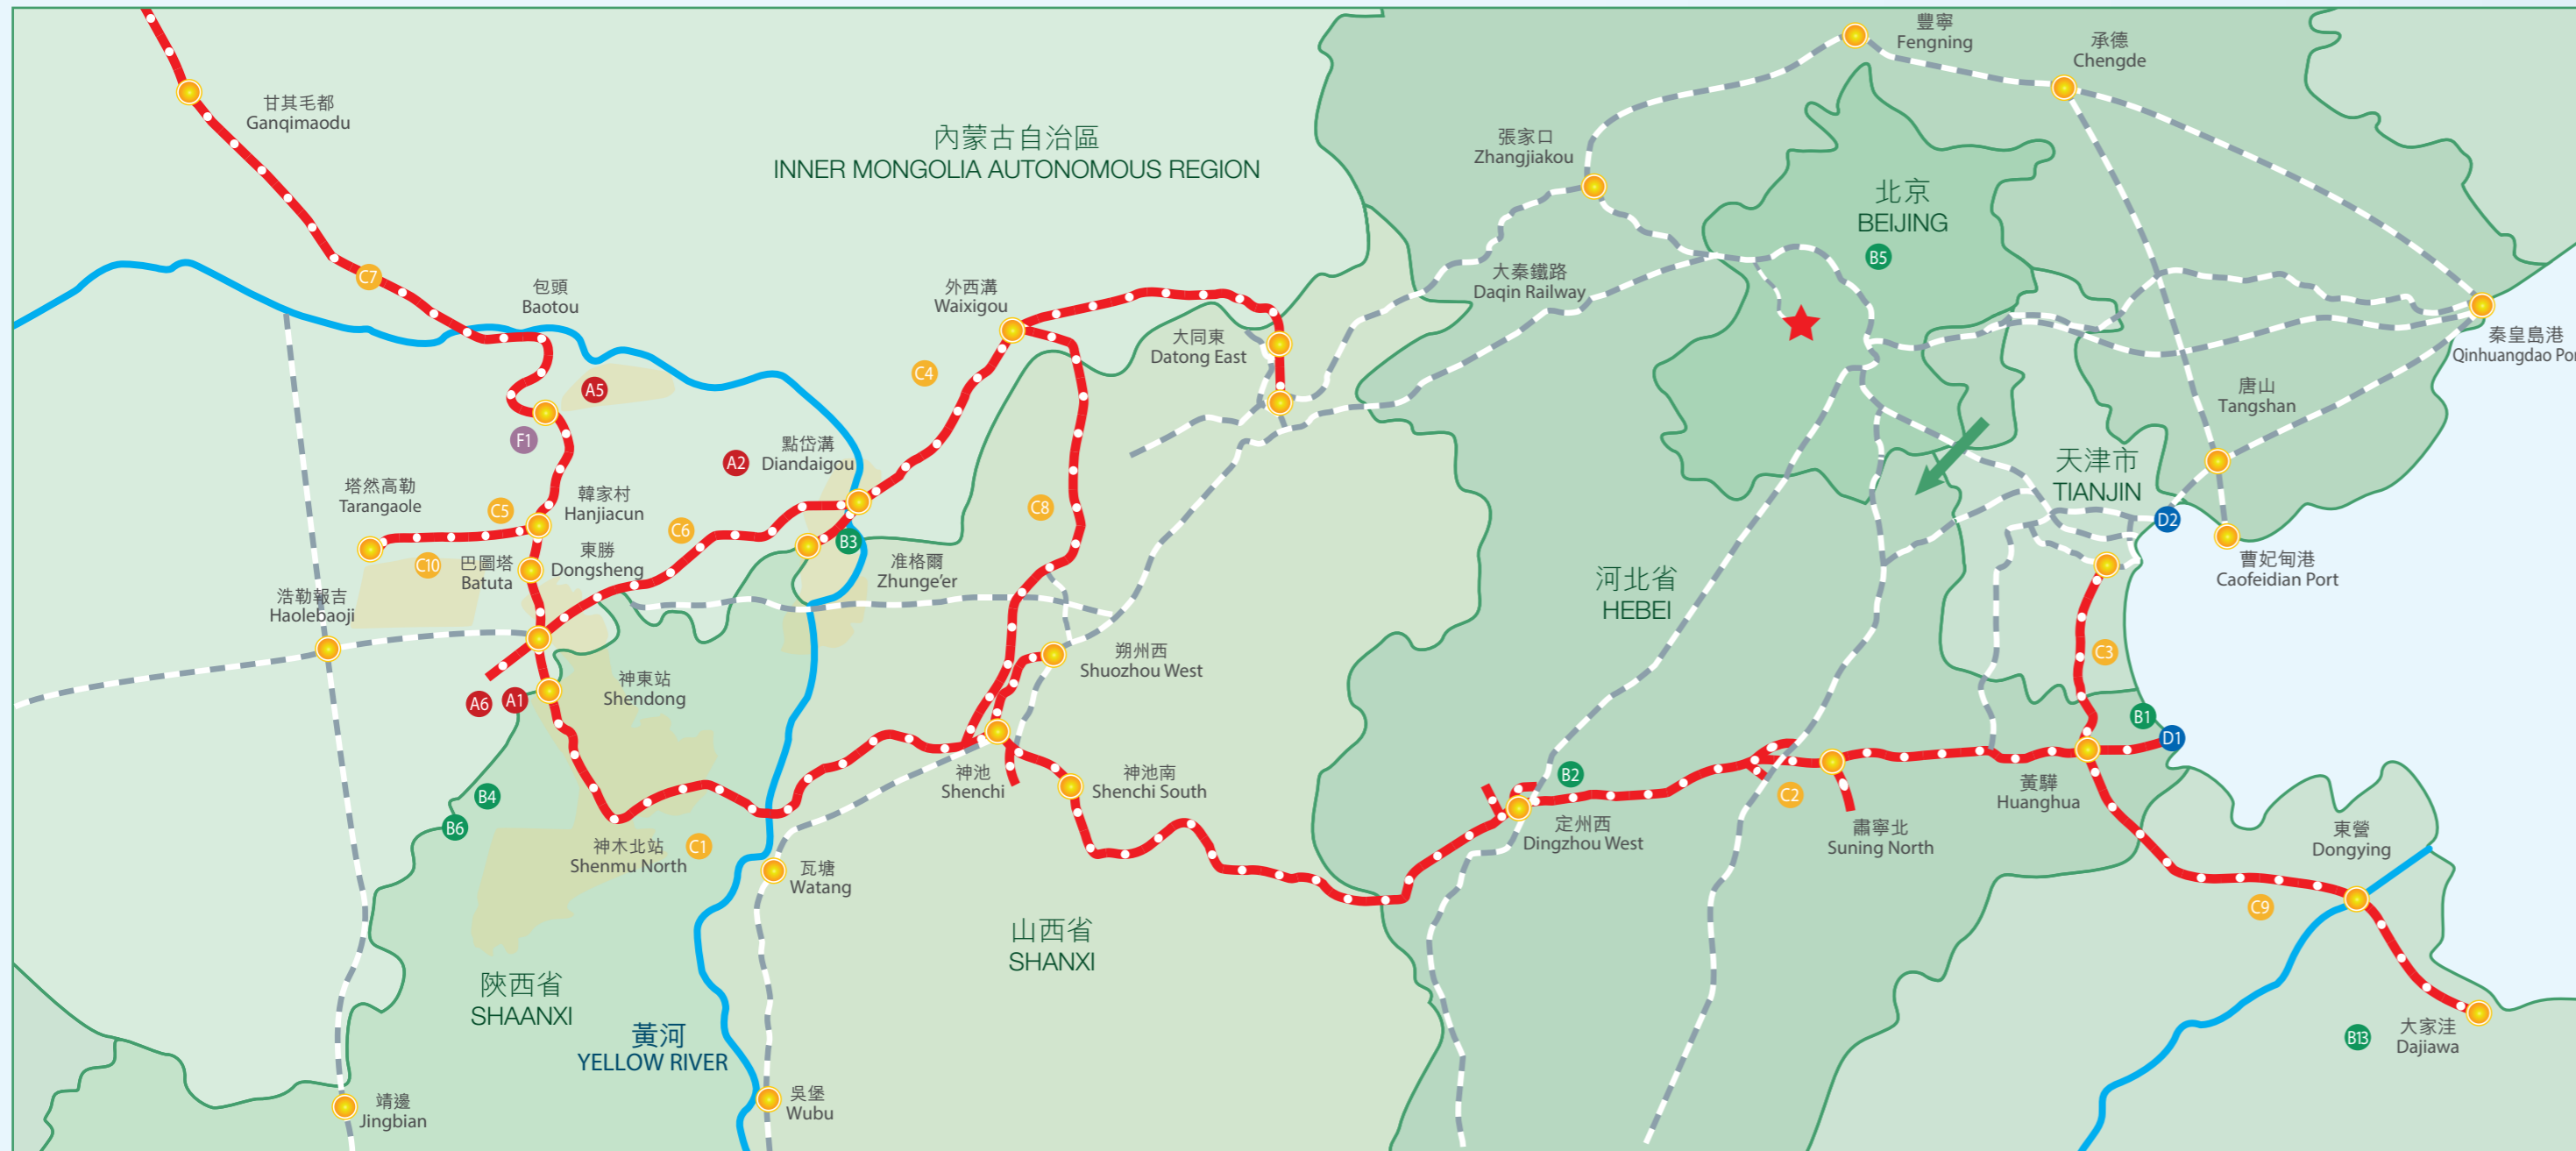 甘其毛都
Ganqimaodu
內蒙古自治區
INNER MONGOLIA AUTONOMOUS REGION
豐寧
Fengning
承德
Chengde
張家口
Zhangjiakou
北京
BEIJING
B5
大秦鐵路
Daqin Railway
秦皇島港
Qinhuangdao Por
C7
包頭
Baotou
外西溝
Waixigou
大同東
Datong East
C4
A5
F1
唐山
Tangshan
點岱溝
Diandaigou
A2
天津市
TIANJIN
D2
塔然高勒
Tarangaole
C5
韓家村
Hanjiacun
C6
C8
B3
C10
巴圖塔
Batuta
東勝
Dongsheng
准格爾
Zhunge'er
曹妃甸港
Caofeidian Port
河北省
HEBEI
浩勒報吉
Haolebaoji
朔州西
Shuozhou West
C3
神東站
Shendong
A6
A1
B1
D1
神池
Shenchi
神池南
Shenchi South
B2
C2
黃驊
Huanghua
B4
B6
神木北站
Shenmu North
C1
定州西
Dingzhou West
肅寧北
Suning North
東營
Dongying
瓦塘
Watang
C9
山西省
SHANXI
陝西省
SHAANXI
黃河
YELLOW RIVER
B13
大家洼
Dajiawa
吳堡
Wubu
靖邊
Jingbian